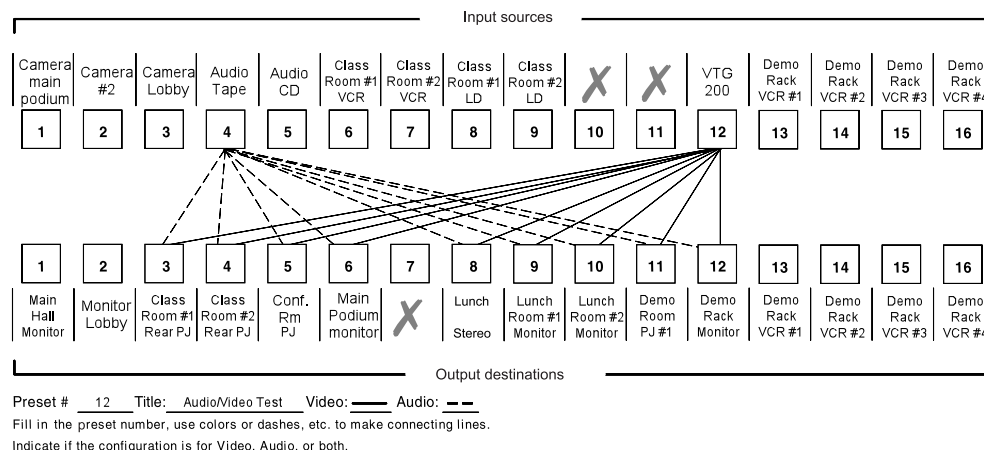 Input sources
Camera main podium
Camera #2
Camera Lobby
Audio Tape
Audio CD
Class Room #1 VCR
Class Room #2 VCR
Class Room #1 LD
Class Room #2 LD
VTG 200
Demo Rack VCR #1
Demo Rack VCR #2
Demo Rack VCR #3
Demo Rack VCR #4
1 2 3 4 5 6 7 8 9 10 11 12 13 14 15 16
1 2 3 4 5 6 7 8 9 10 11 12 13 14 15 16
Main Hall Monitor
Monitor Lobby
Class Room #1 Rear PJ
Class Room #2 Rear PJ
Conf. Rm PJ
Main Podium monitor
Lunch Stereo
Lunch Room #1 Monitor
Lunch Room #2 Monitor
Demo Room PJ #1
Demo Rack Monitor
Demo Rack VCR #1
Demo Rack VCR #2
Demo Rack VCR #3
Demo Rack VCR #4
Output destinations
Preset # 12 Title: Audio/Video Test Video: Audio:
Fill in the preset number, use colors or dashes, etc. to make connecting lines.
Indicate if the configuration is for Video, Audio, or both.